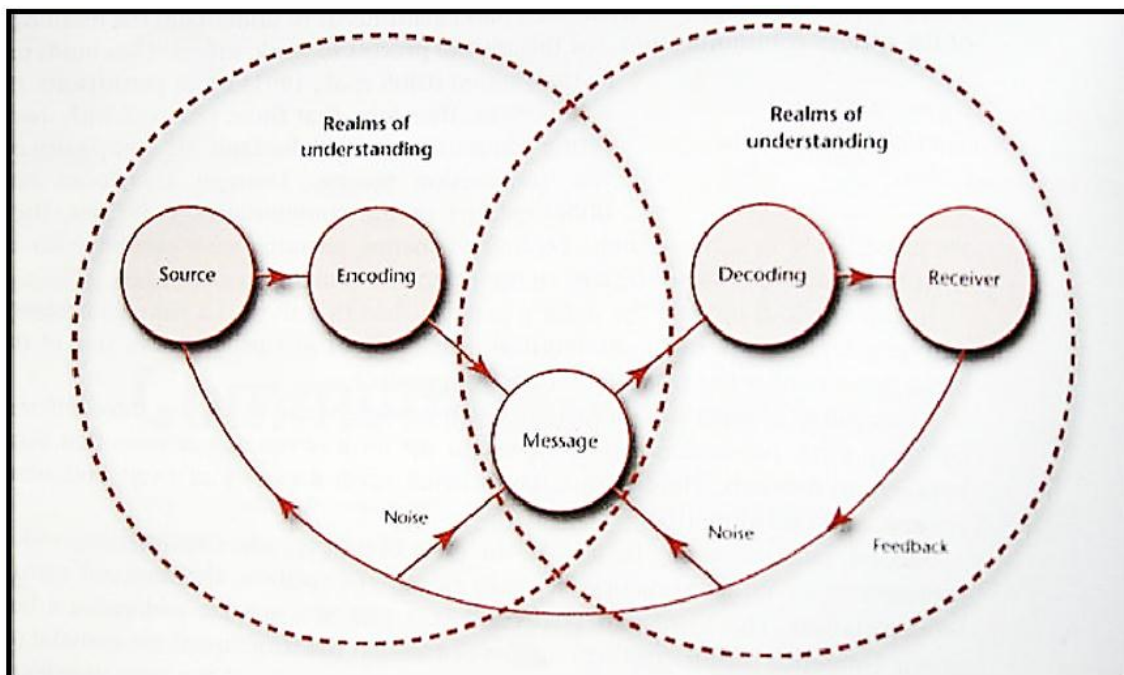 Realms of
understanding
Realms of
understanding
Source
Encoding
Decoding
Receiver
Message
Noise
Noise
Feedback